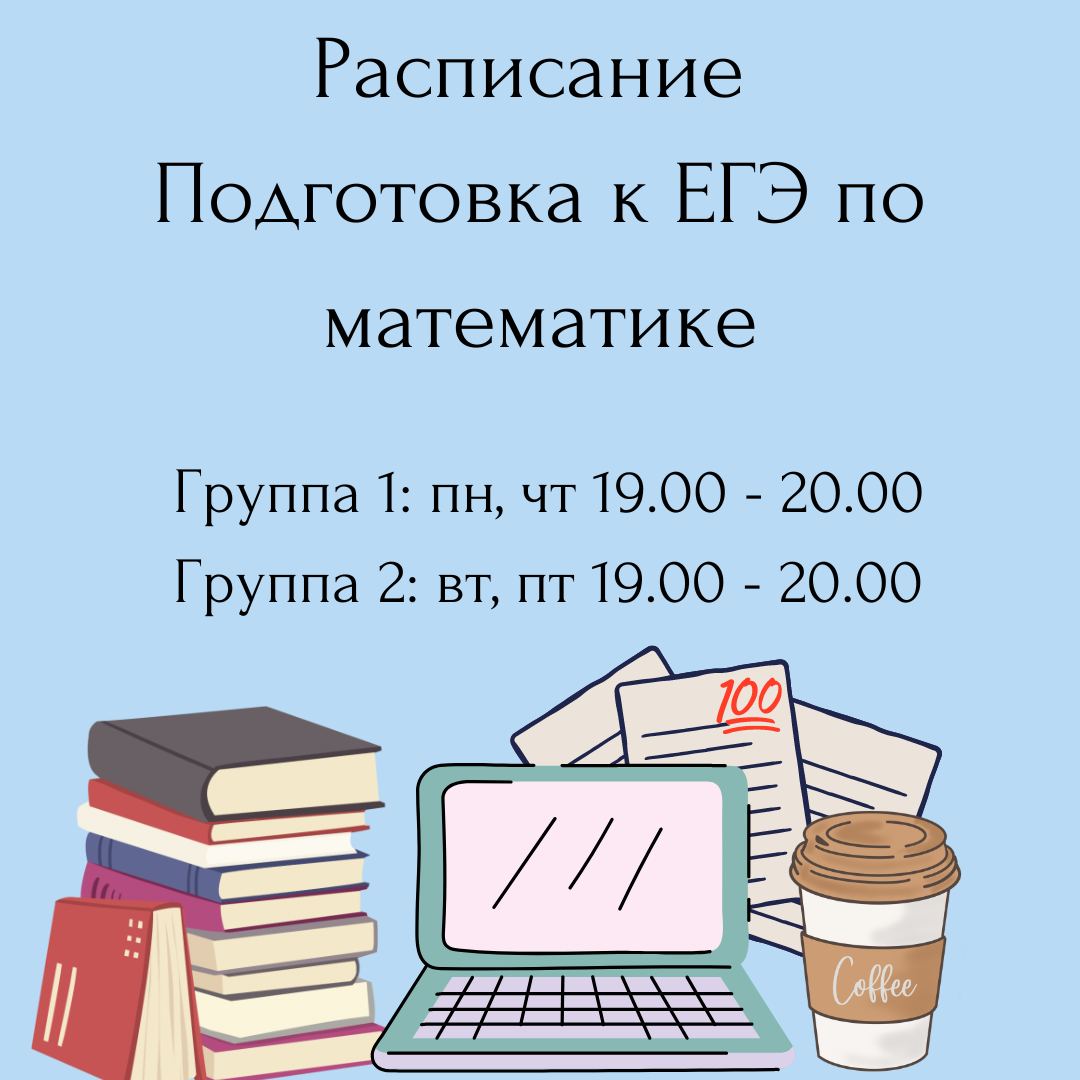 Расписание
Подготовка к ЕГЭ по
математике
Группа 1: пн, чт 19.00 - 20.00
Группа 2: вт, пт 19.00 - 20.00
100
Coffee